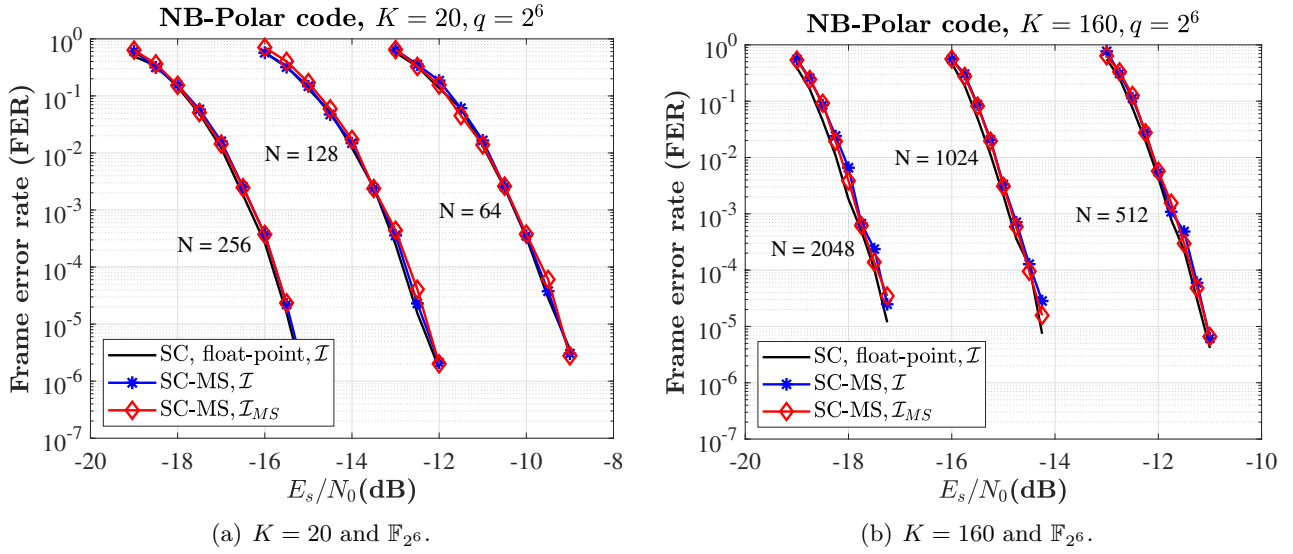 NB-Polar code, K = 20, q = 2^6
Frame error rate (FER)
10^0
10^-1
10^-2
10^-3
10^-4
10^-5
10^-6
10^-7
N = 128
N = 64
N = 256
SC, float-point, I
SC-MS, I
SC-MS, I_MS
-20 -18 -16 -14 -12 -10 -8
E_s/N_0(dB)
(a) K = 20 and F_{2^6}.
NB-Polar code, K = 160, q = 2^6
Frame error rate (FER)
10^0
10^-1
10^-2
10^-3
10^-4
10^-5
10^-6
10^-7
N = 1024
N = 512
N = 2048
SC, float-point, I
SC-MS, I
SC-MS, I_MS
-20 -18 -16 -14 -12 -10
E_s/N_0(dB)
(b) K = 160 and F_{2^6}.